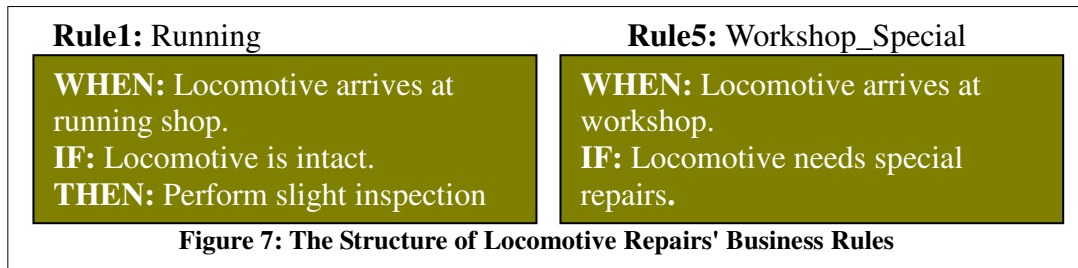 Rule1: Running
WHEN: Locomotive arrives at
running shop.
IF: Locomotive is intact.
THEN: Perform slight inspection
Rule5: Workshop_Special
WHEN: Locomotive arrives at
workshop.
IF: Locomotive needs special
repairs.
Figure 7: The Structure of Locomotive Repairs' Business Rules